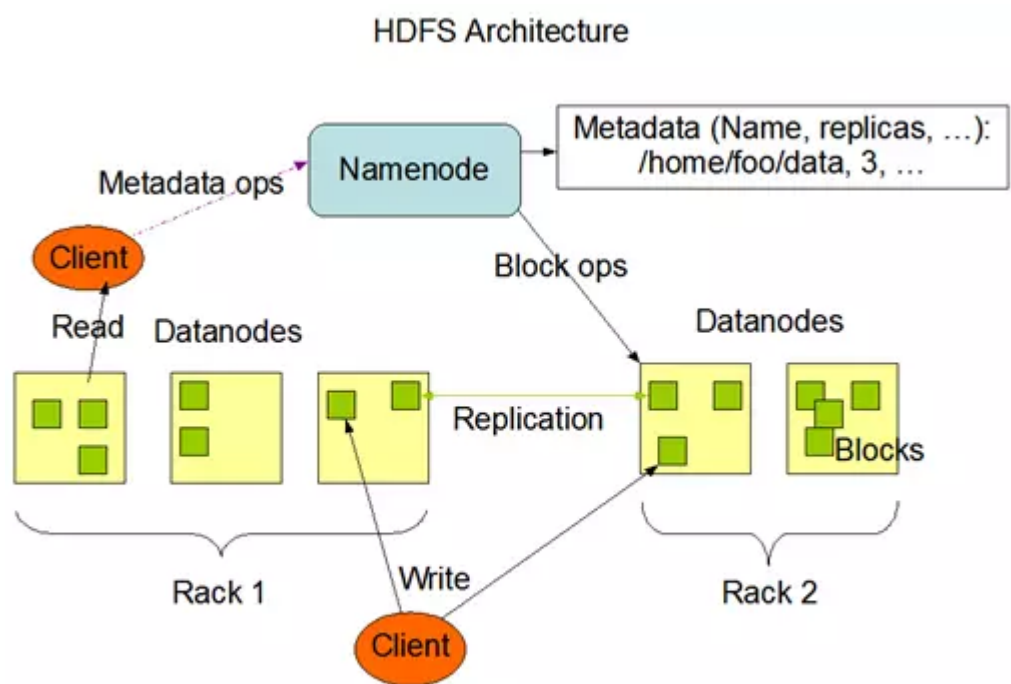 HDFS Architecture
Metadata (Name, replicas, ...):
/home/foo/data, 3, ...
Namenode
Metadata ops
Client
Block ops
Read
Datanodes
Datanodes
Replication
Blocks
Rack 1
Write
Rack 2
Client